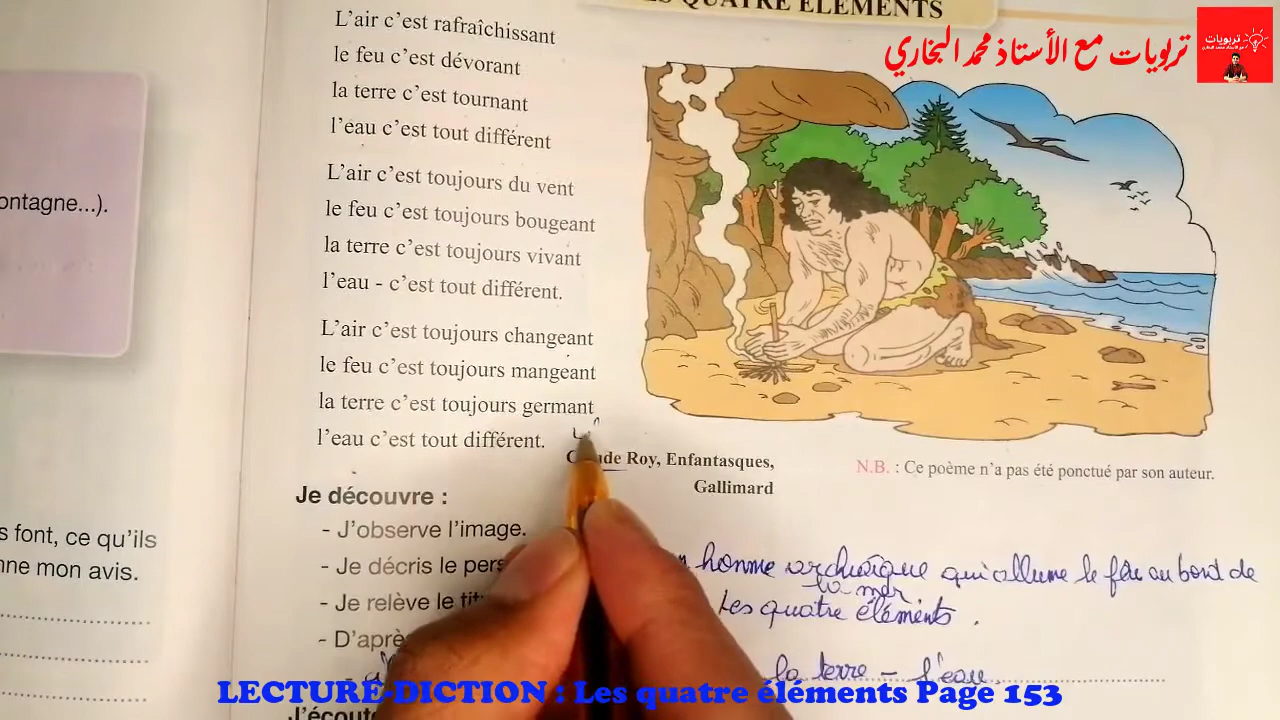 ES QUATRE ÉLÉMENTS
تربويات مع الأستاذ محمد البخاري
تربويات
L'air c'est rafraîchissant
le feu c'est dévorant
la terre c'est tournant
l'eau c'est tout différent
L'air c'est toujours du vent
le feu c'est toujours bougeant
la terre c'est toujours vivant
l'eau - c'est tout différent.
L'air c'est toujours changeant
le feu c'est toujours mangeant
la terre c'est toujours germant
l'eau c'est tout différent.
Roy, Enfantasques,
Gallimard
N.B. : Ce poème n'a pas été ponctué par son auteur.
ontagne...).
s font, ce qu'ils
nne mon avis.
Je découvre :
- J'observe l'image.
- Je décris le pers
n homme archaïque qui allume le feu au bord de
la mer
- Je relève le tit
Les quatre éléments.
- D'aprè
la terre - l'eau.
J'écout
LECTURE-DICTION : Les quatre éléments Page 153